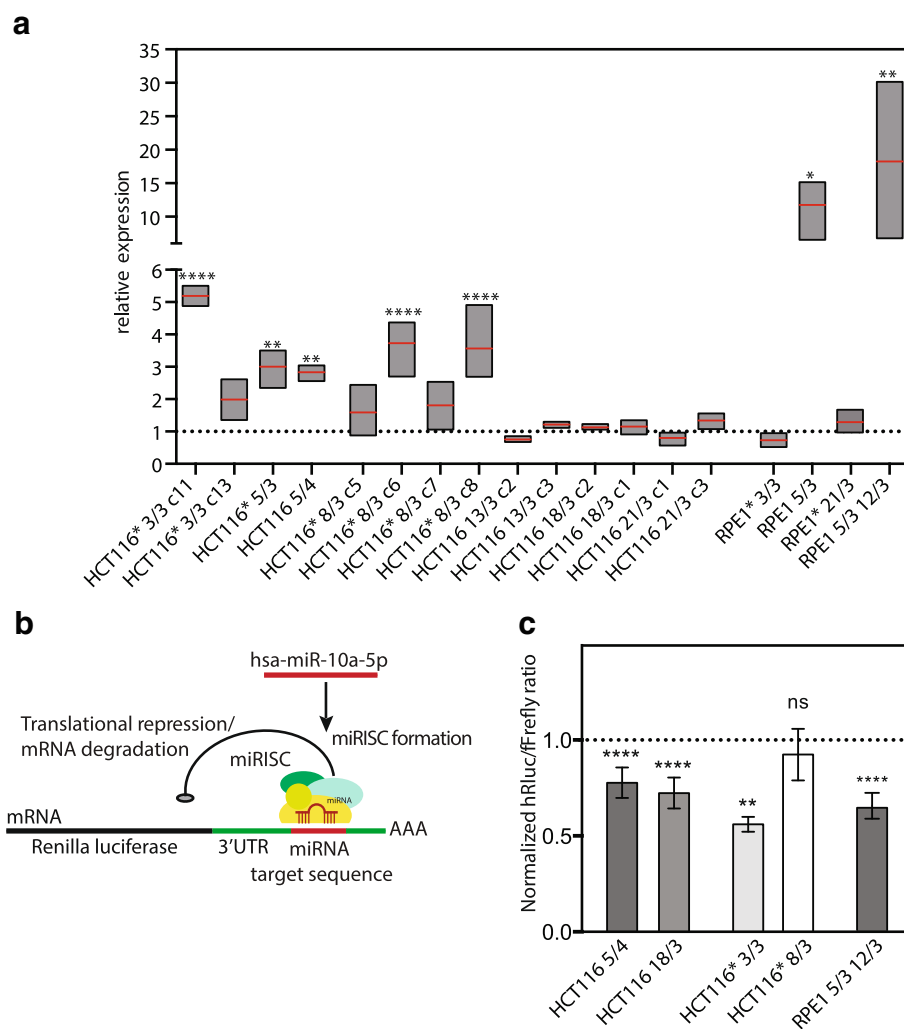 a
relative expression
35
30
25
20
15
10
6
5
4
3
2
1
0
****
**
**
****
****
*
**
HCT116* 3/3 c11
HCT116* 3/3 c13
HCT116* 5/3
HCT116 5/4
HCT116* 8/3 c5
HCT116* 8/3 c6
HCT116* 8/3 c7
HCT116* 8/3 c8
HCT116 13/3 c2
HCT116 13/3 c3
HCT116 18/3 c2
HCT116 18/3 c1
HCT116 21/3 c1
HCT116 21/3 c3
RPE1* 3/3
RPE1 5/3
RPE1* 21/3
RPE1 5/3 12/3
b
hsa-miR-10a-5p
Translational repression/
mRNA degradation
miRISC formation
miRISC
miRNA
mRNA
AAA
Renilla luciferase
3'UTR
miRNA
target sequence
c
Normalized hRluc/fFrefly ratio
1.0
0.5
0.0
****
****
**
ns
****
HCT116 5/4
HCT116 18/3
HCT116* 3/3
HCT116* 8/3
RPE1 5/3 12/3